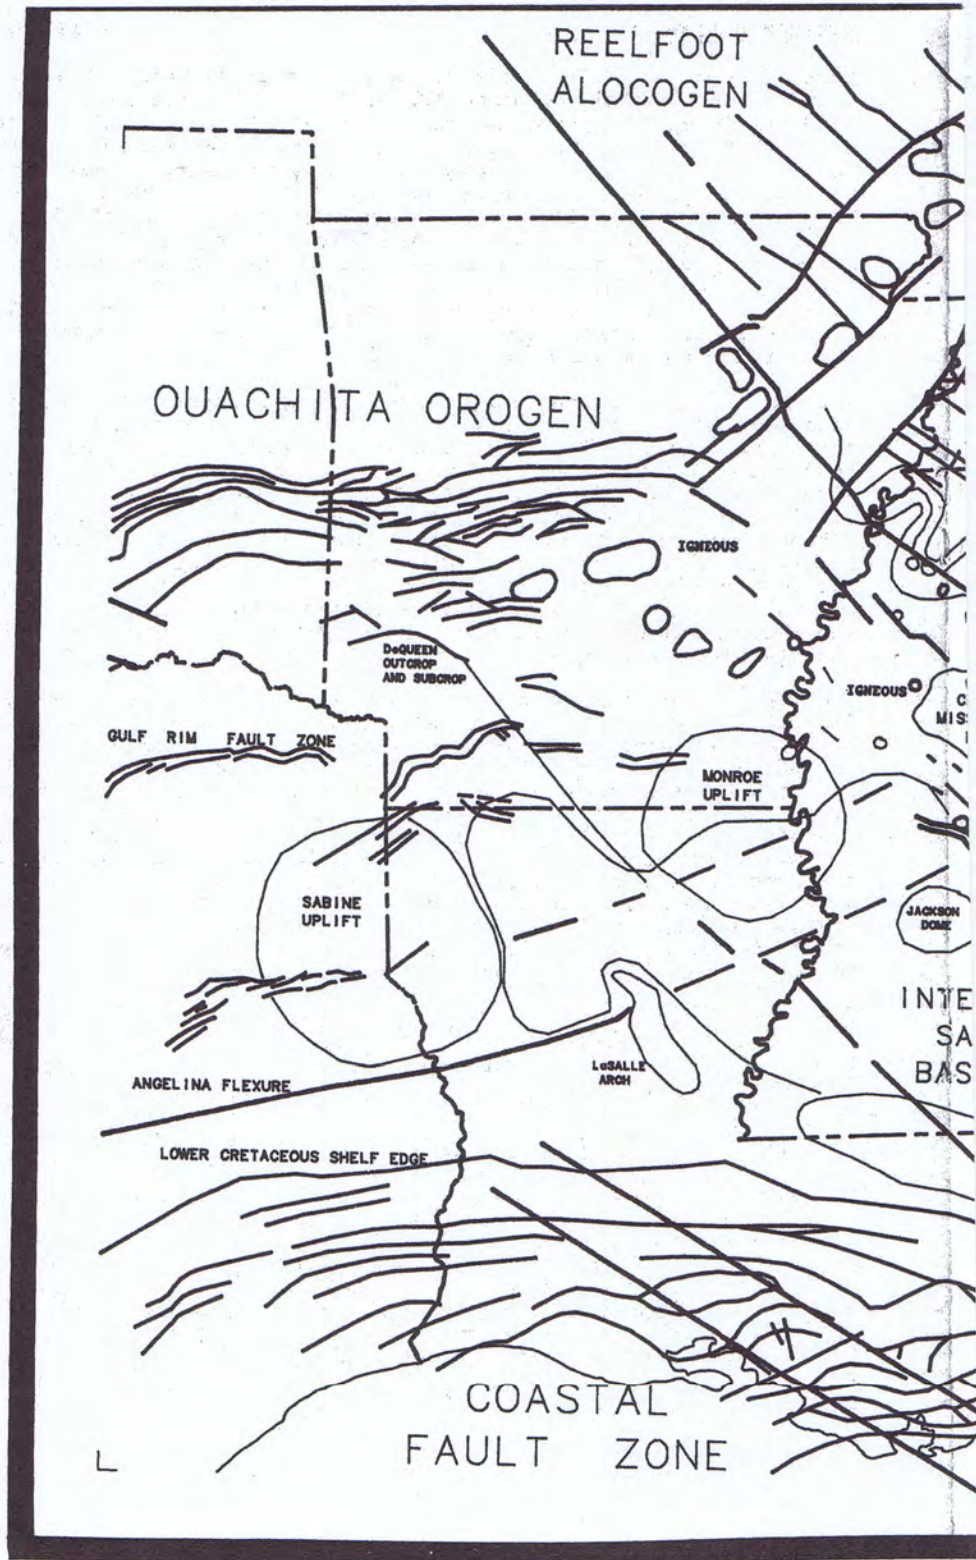 REELFOOT
ALOCOGEN
OUACHITA OROGEN
IGNEOUS
DeQUEEN
OUTCROP
AND SUBCROP
IGNEOUS
C
MIS
GULF RIM FAULT ZONE
MONROE
UPLIFT
SABINE
UPLIFT
JACKSON
DOME
INTE
SA
BAS
LaSALLE
ARCH
ANGELINA FLEXURE
LOWER CRETACEOUS SHELF EDGE
COASTAL
FAULT ZONE